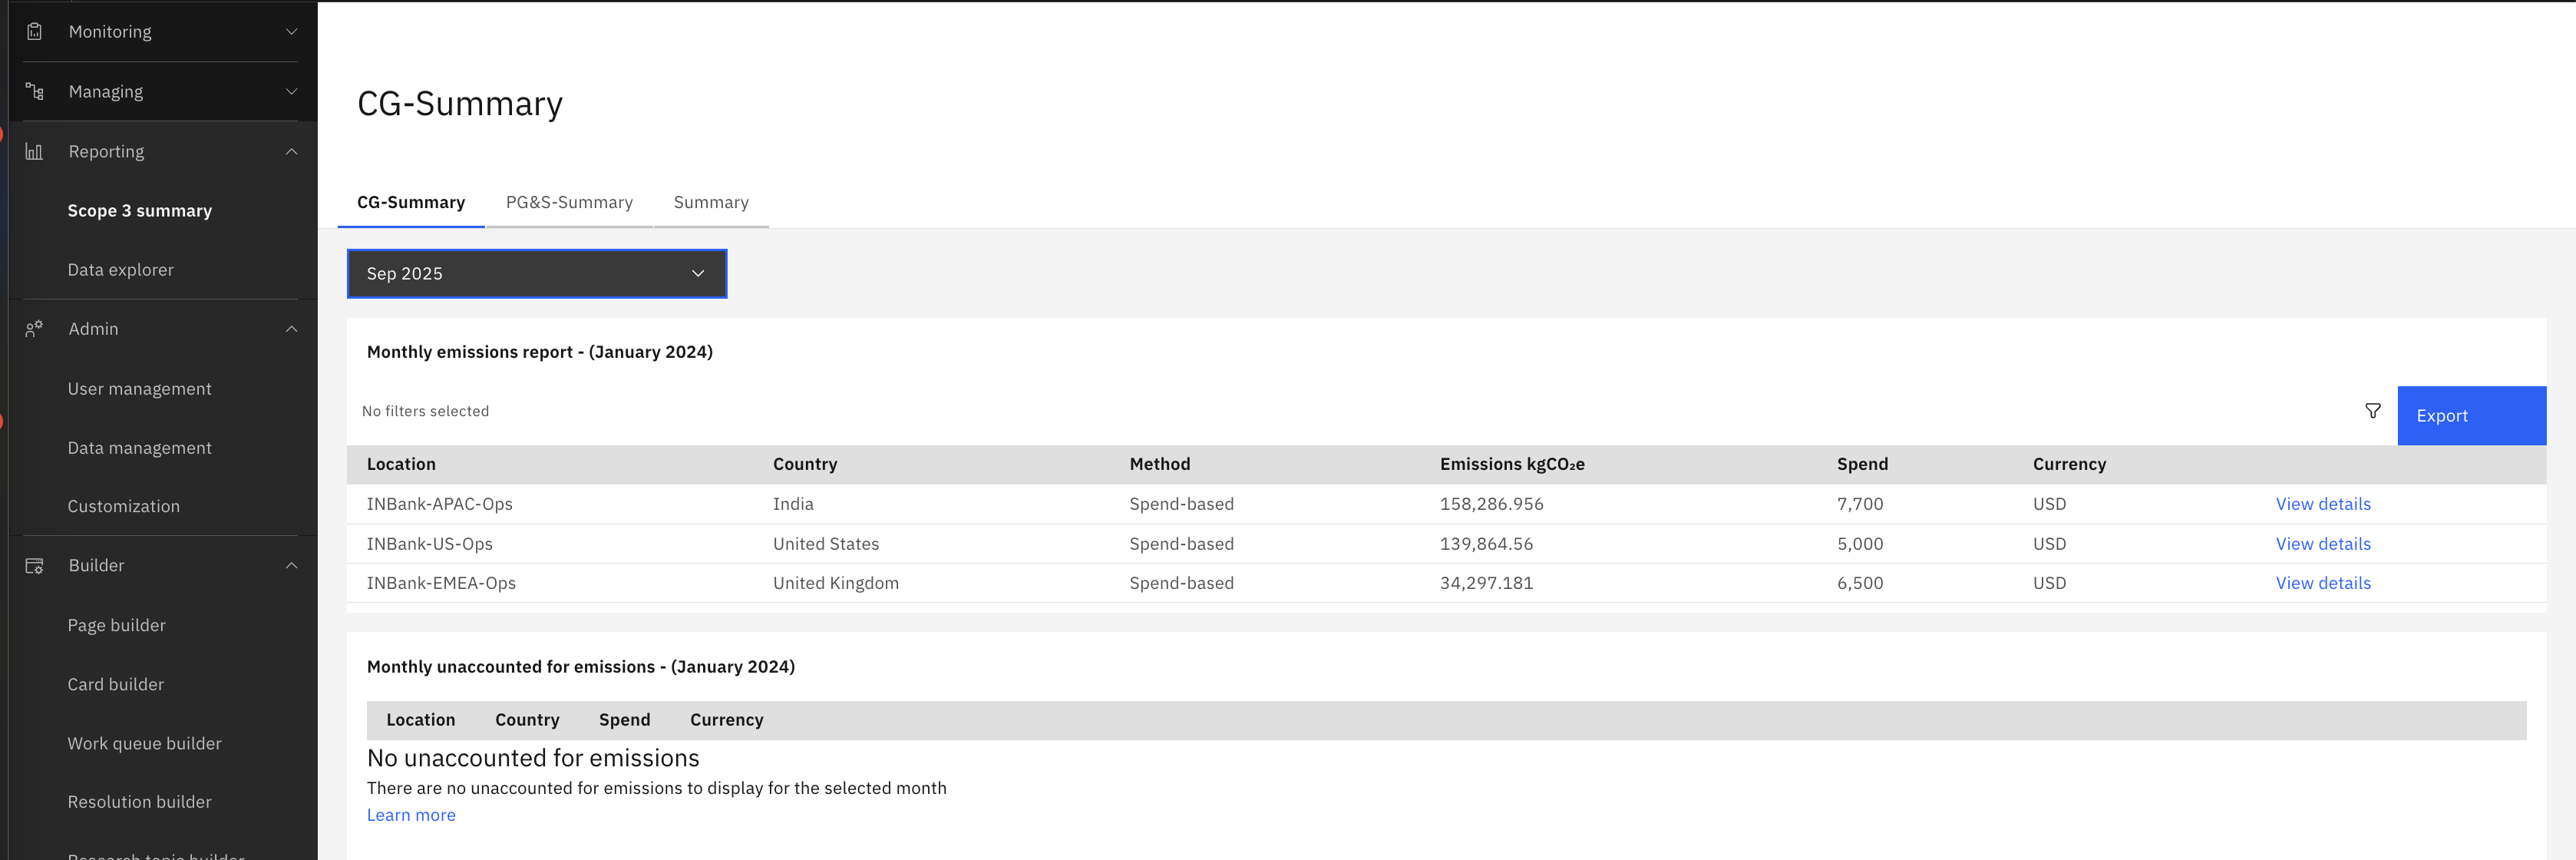 Monitoring
Managing
Reporting
Scope 3 summary
Data explorer
Admin
User management
Data management
Customization
Builder
Page builder
Card builder
Work queue builder
Resolution builder
Research topic builder
CG-Summary
CG-Summary PG&S-Summary Summary
Sep 2025
Monthly emissions report - (January 2024)
No filters selected
Export
Location Country Method Emissions kgCO₂e Spend Currency
INBank-APAC-Ops India Spend-based 158,286.956 7,700 USD View details
INBank-US-Ops United States Spend-based 139,864.56 5,000 USD View details
INBank-EMEA-Ops United Kingdom Spend-based 34,297.181 6,500 USD View details
Monthly unaccounted for emissions - (January 2024)
Location Country Spend Currency
No unaccounted for emissions
There are no unaccounted for emissions to display for the selected month
Learn more